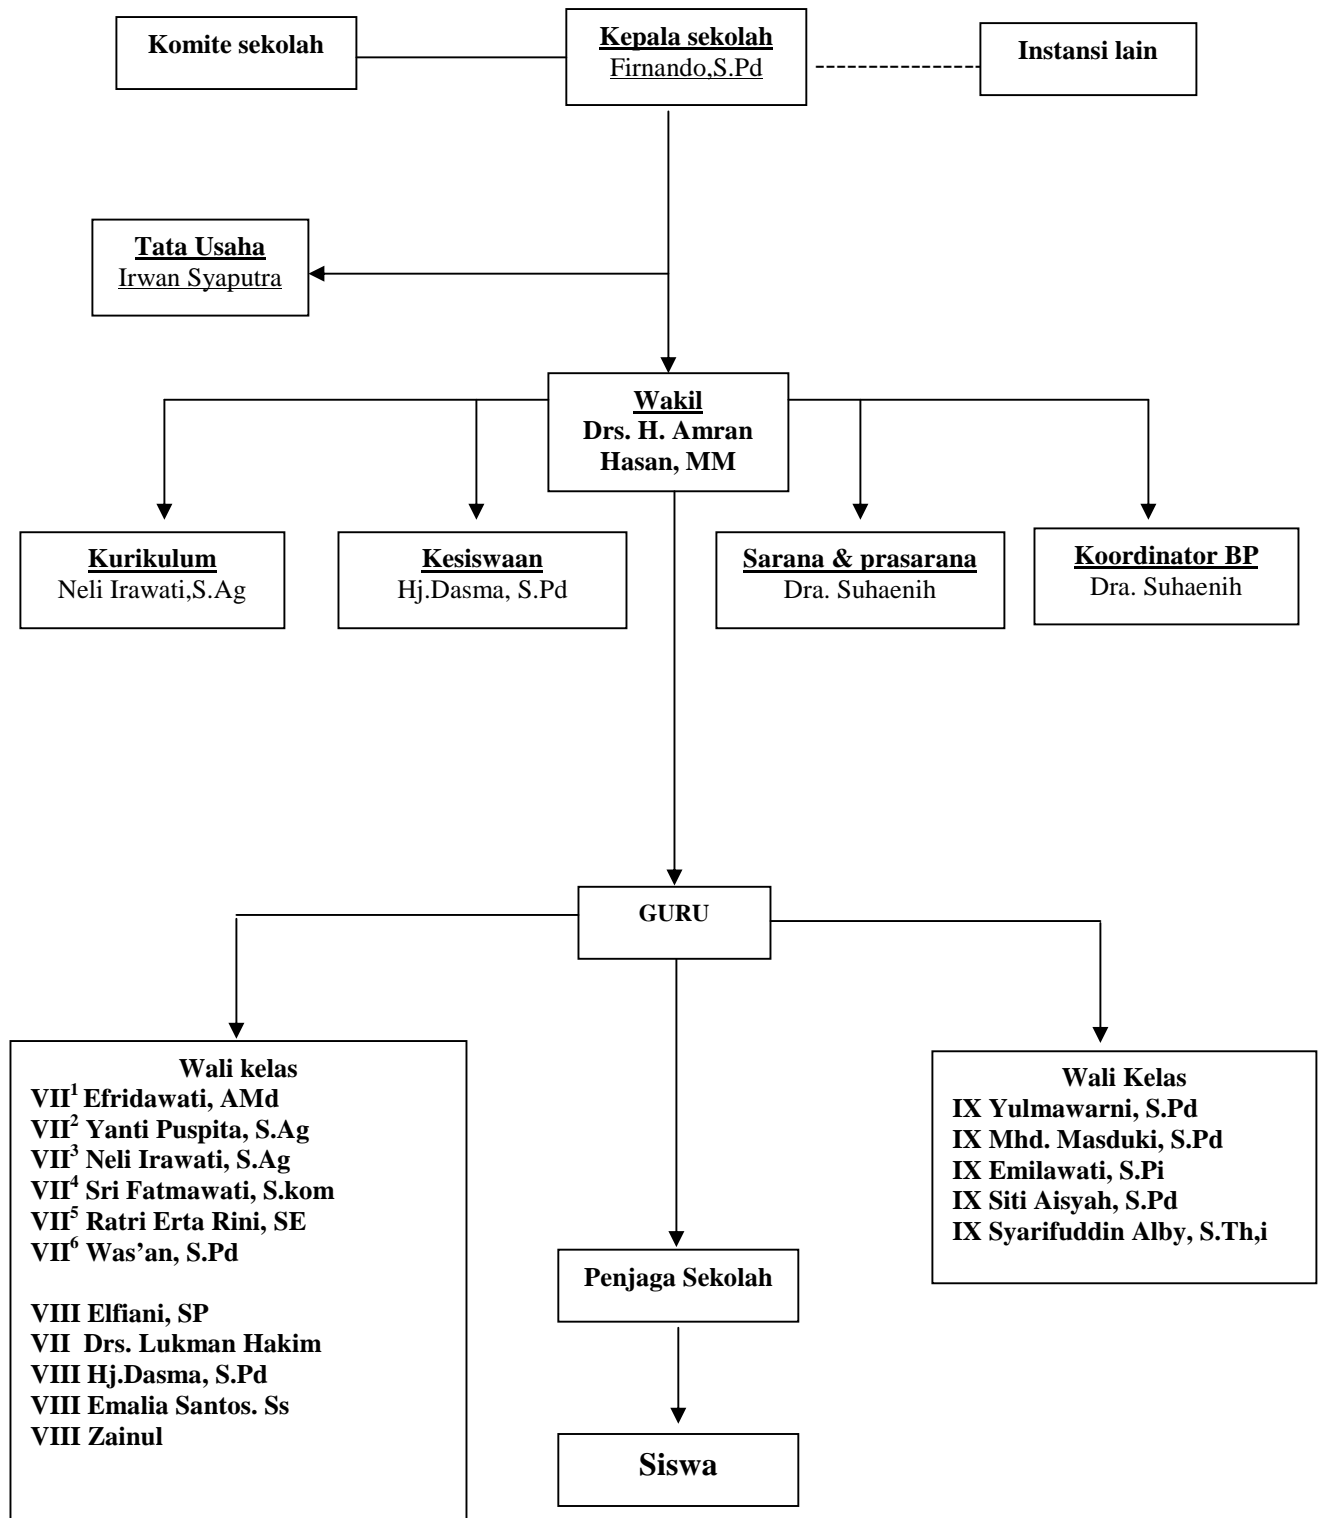 Komite sekolah
Kepala sekolah
Firnando,S.Pd
Instansi lain
Tata Usaha
Irwan Syaputra
Wakil
Drs. H. Amran
Hasan, MM
Kurikulum
Neli Irawati,S.Ag
Kesiswaan
Hj.Dasma, S.Pd
Sarana & prasarana
Dra. Suhaenih
Koordinator BP
Dra. Suhaenih
GURU
Wali kelas
VII¹ Efridawati, AMd
VII² Yanti Puspita, S.Ag
VII³ Neli Irawati, S.Ag
VII⁴ Sri Fatmawati, S.kom
VII⁵ Ratri Erta Rini, SE
VII⁶ Was’an, S.Pd
VIII Elfiani, SP
VII  Drs. Lukman Hakim
VIII Hj.Dasma, S.Pd
VIII Emalia Santos. Ss
VIII Zainul
Wali Kelas
IX Yulmawarni, S.Pd
IX Mhd. Masduki, S.Pd
IX Emilawati, S.Pi
IX Siti Aisyah, S.Pd
IX Syarifuddin Alby, S.Th,i
Penjaga Sekolah
Siswa